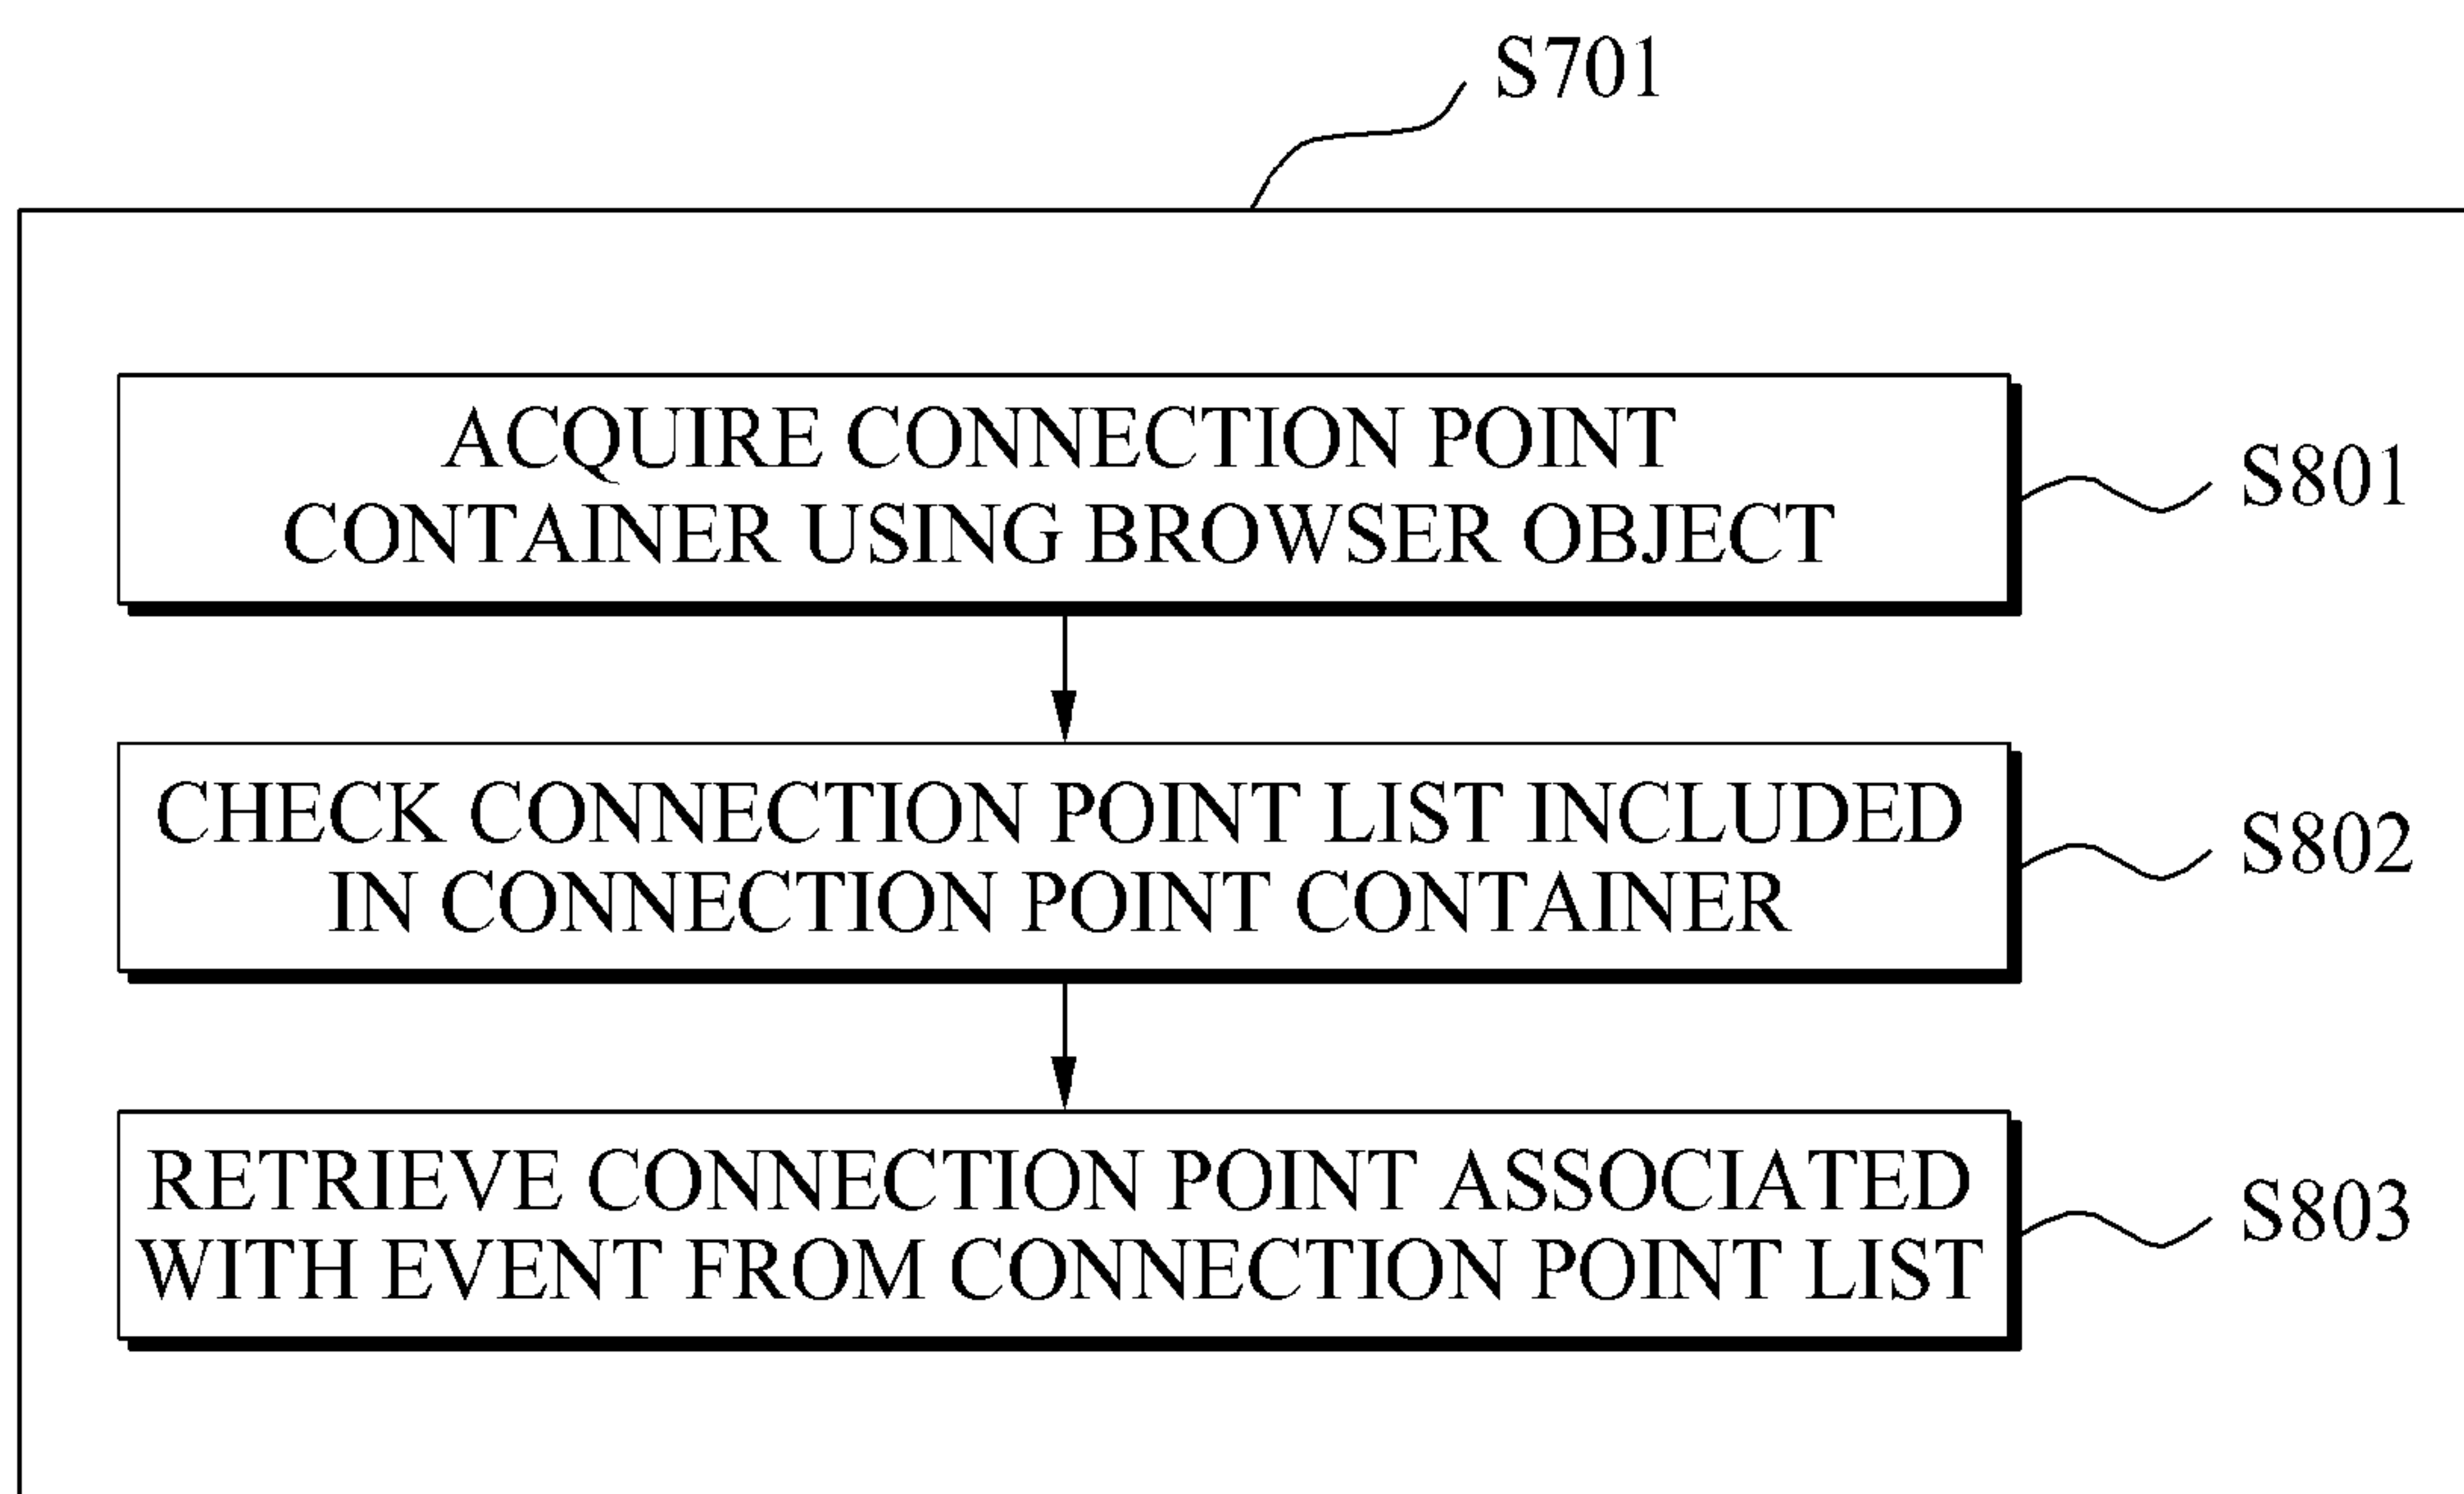 S701
ACQUIRE CONNECTION POINT
CONTAINER USING BROWSER OBJECT
S801
CHECK CONNECTION POINT LIST INCLUDED
IN CONNECTION POINT CONTAINER
S802
RETRIEVE CONNECTION POINT ASSOCIATED
WITH EVENT FROM CONNECTION POINT LIST
S803